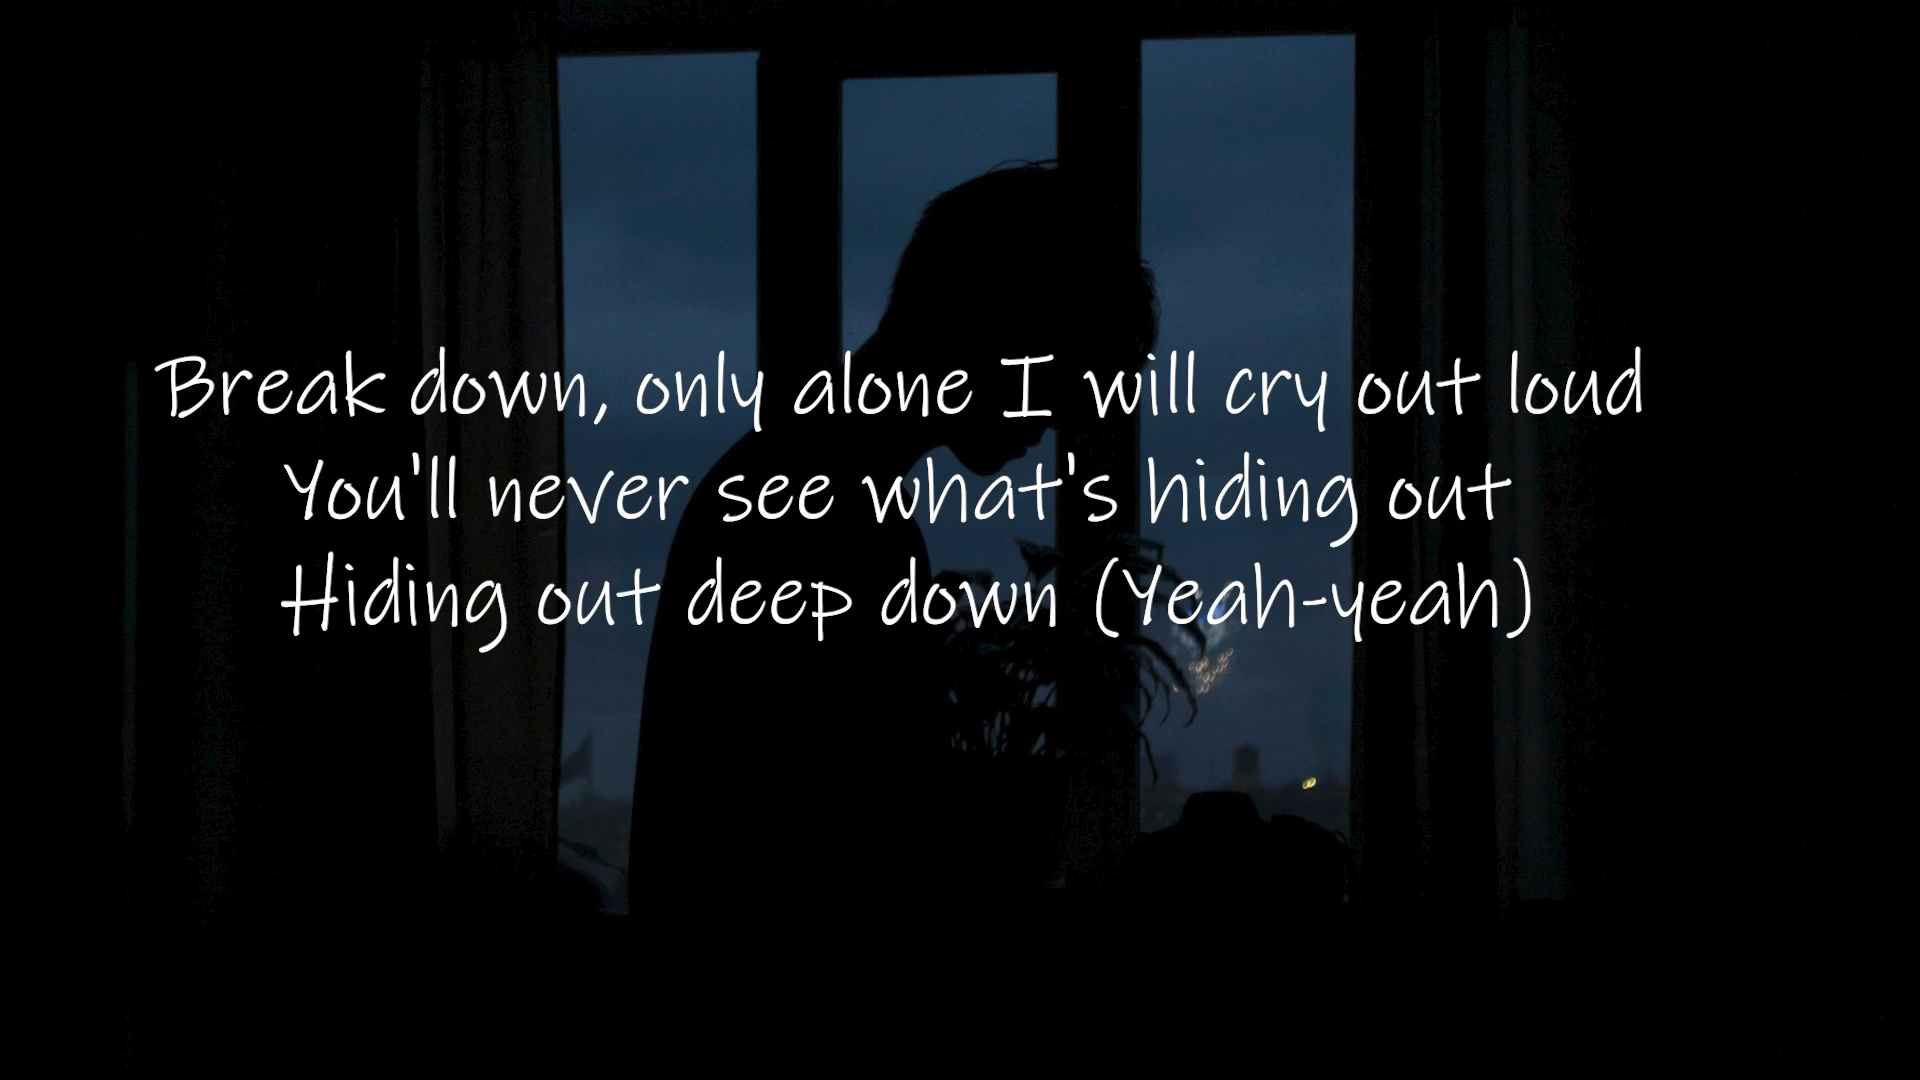 Break down, only alone I will cry out loud
You'll never see what's hiding out
Hiding out deep down (Yeah-yeah)